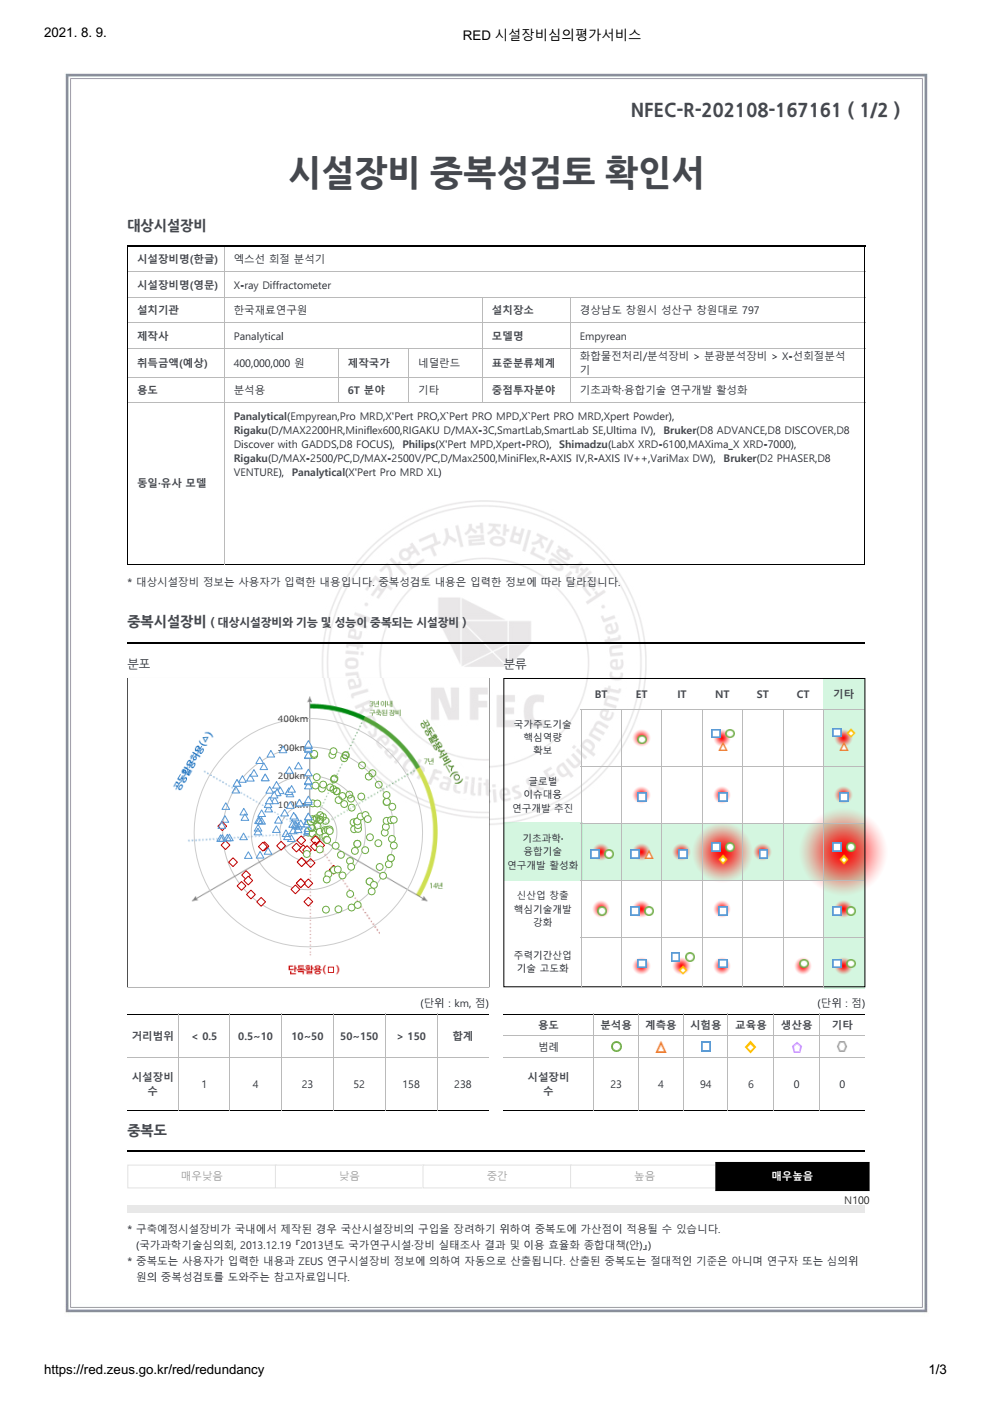 2021. 8. 9.
RED 시설장비심의평가서비스
NFEC-R-202108-167161 ( 1/2 )
시설장비 중복성검토 확인서
대상시설장비
시설장비명(한글) 엑스선 회절 분석기
시설장비명(영문) X-ray Diffractometer
설치기관 한국재료연구원 설치장소 경상남도 창원시 성산구 창원대로 797
제작사 Panalytical 모델명 Empyrean
취득금액(예상) 400,000,000 원 제작국가 네덜란드 표준분류체계 화합물전처리/분석장비 > 분광분석장비 > X-선회절분석
기
용도 분석용 6T 분야 기타 중점투자분야 기초과학·융합기술 연구개발 활성화
동일·유사 모델
Panalytical(Empyrean,Pro MRD,X'Pert PRO,X`Pert PRO MPD,X`Pert PRO MRD,Xpert Powder),
Rigaku(D/MAX2200HR,Miniflex600,RIGAKU D/MAX-3C,SmartLab,SmartLab SE,Ultima IV), Bruker(D8 ADVANCE,D8 DISCOVER,D8
Discover with GADDS,D8 FOCUS), Philips(X'Pert MPD,Xpert-PRO), Shimadzu(LabX XRD-6100,MAXima_X XRD-7000),
Rigaku(D/MAX-2500/PC,D/MAX-2500V/PC,D/Max2500,MiniFlex,R-AXIS IV,R-AXIS IV++,VariMax DW), Bruker(D2 PHASER,D8
VENTURE), Panalytical(X'Pert Pro MRD XL)
* 대상시설장비 정보는 사용자가 입력한 내용입니다. 중복성검토 내용은 입력한 정보에 따라 달라집니다.
국가연구시설장비진흥센터
NFEC
중복시설장비 ( 대상시설장비와 기능 및 성능이 중복되는 시설장비 )
분포
400km
300km
200km
100km
3년 이내
구축된 장비
7년
14년
공동활용허용(△)
공동활용서비스(○)
단독활용(□)
(단위 : km, 점)
거리범위 < 0.5 0.5~10 10~50 50~150 > 150 합계
시설장비
수 1 4 23 52 158 238
분류
BT ET IT NT ST CT 기타
국가주도기술
핵심역량
확보
글로벌
이슈대응
연구개발 추진
기초과학·
융합기술
연구개발 활성화
신산업 창출
핵심기술개발
강화
주력기간산업
기술 고도화
(단위 : 점)
용도 분석용 계측용 시험용 교육용 생산용 기타
범례
시설장비
수 23 4 94 6 0 0
중복도
매우낮음 낮음 중간 높음 매우높음
N100
* 구축예정시설장비가 국내에서 제작된 경우 국산시설장비의 구입을 장려하기 위하여 중복도에 가산점이 적용될 수 있습니다.
(국가과학기술심의회, 2013.12.19 『2013년도 국가연구시설·장비 실태조사 결과 및 이용 효율화 종합대책(안)』)
* 중복도는 사용자가 입력한 내용과 ZEUS 연구시설장비 정보에 의하여 자동으로 산출됩니다. 산출된 중복도는 절대적인 기준은 아니며 연구자 또는 심의위
원의 중복성검토를 도와주는 참고자료입니다.
https://red.zeus.go.kr/red/redundancy
1/3